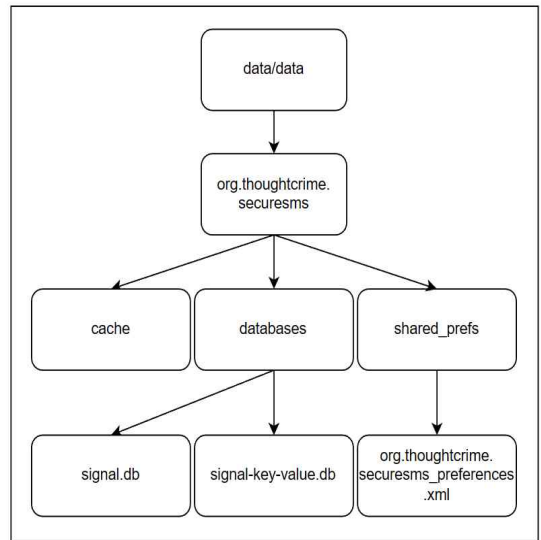 data/data
org.thoughtcrime.
securesms
cache
databases
shared_prefs
signal.db
signal-key-value.db
org.thoughtcrime.
securesms_preferences
.xml